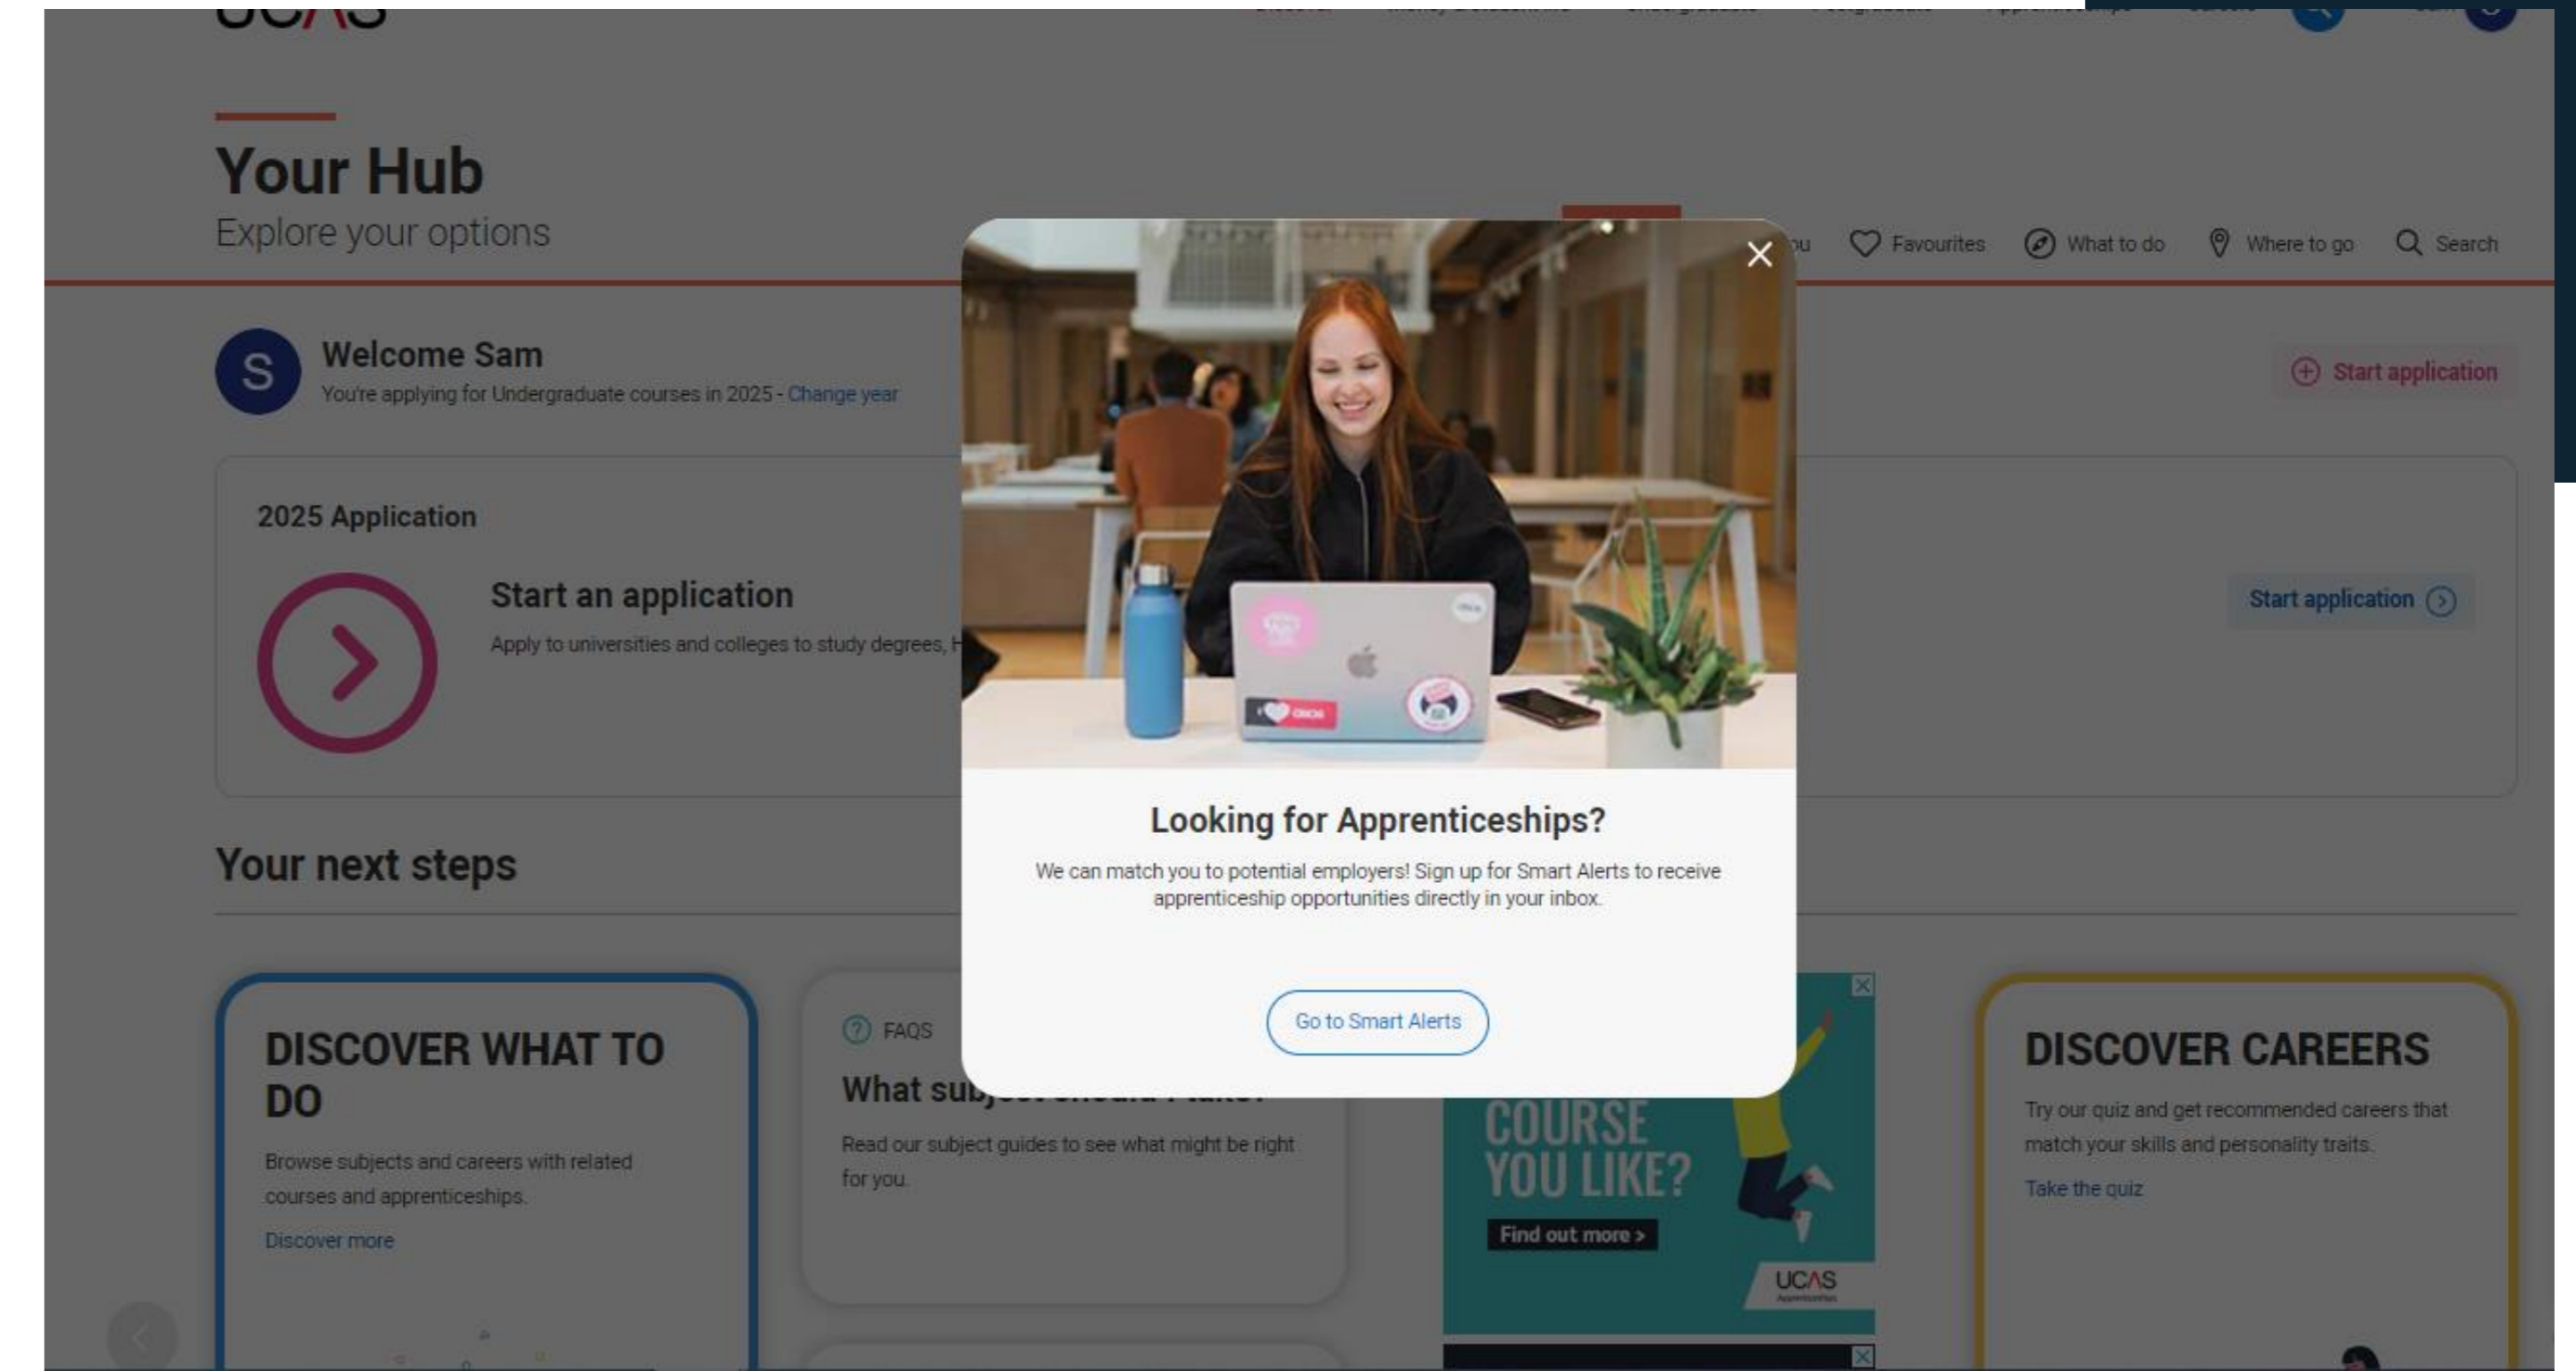 UCAS
Your Hub
Explore your options
Favourites
What to do
Where to go
Search
S
Welcome Sam
You're applying for Undergraduate courses in 2025 - Change year
Start application
2025 Application
Start an application
Apply to universities and colleges to study degrees,
Start application
Looking for Apprenticeships?
We can match you to potential employers! Sign up for Smart Alerts to receive
apprenticeship opportunities directly in your inbox.
Go to Smart Alerts
Your next steps
DISCOVER WHAT TO
DO
Browse subjects and careers with related
courses and apprenticeships.
Discover more
FAQS
What
Read our subject guides to see what might be right
for you.
COURSE
YOU LIKE?
Find out more >
UCAS
DISCOVER CAREERS
Try our quiz and get recommended careers that
match your skills and personality traits.
Take the quiz